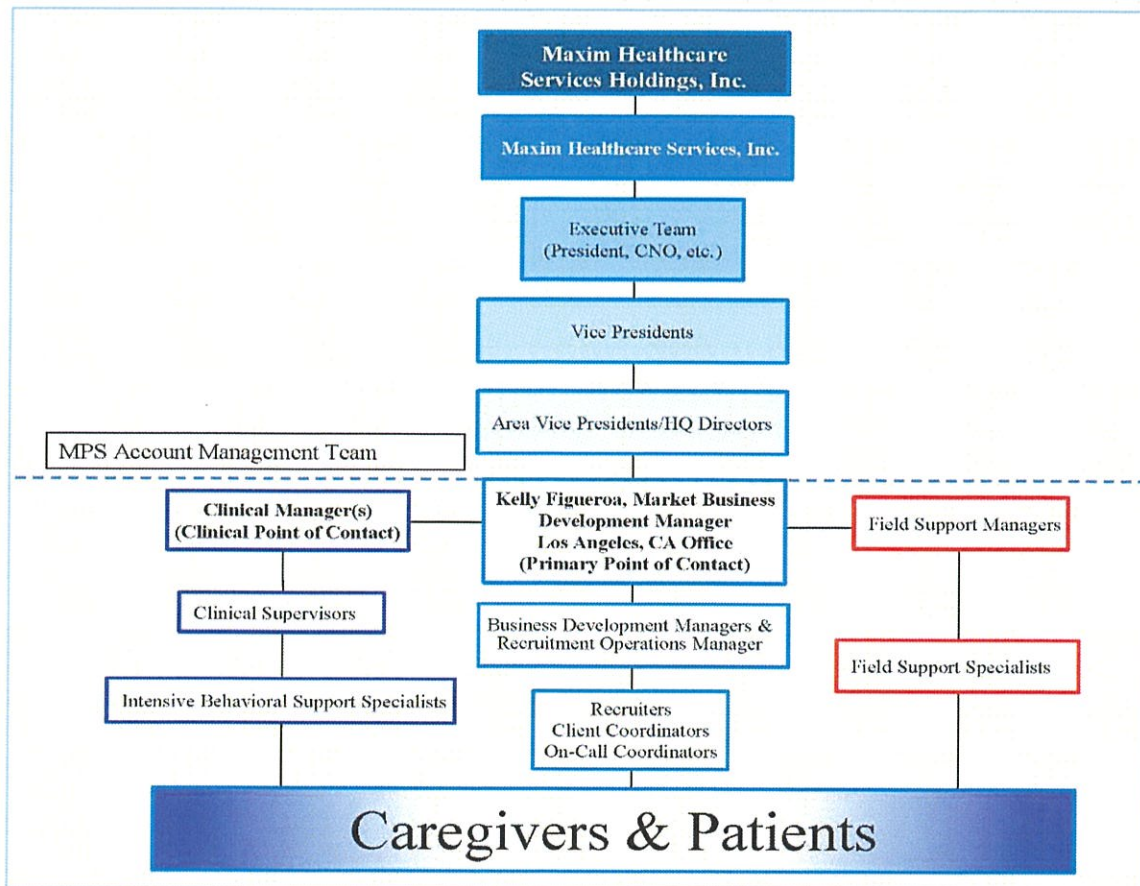 Maxim Healthcare
Services Holdings, Inc.
Maxim Healthcare Services, Inc.
Executive Team
(President, CNO, etc.)
Vice Presidents
Area Vice Presidents/HQ Directors
MPS Account Management Team
Clinical Manager(s)
(Clinical Point of Contact)
Kelly Figueroa, Market Business
Development Manager
Los Angeles, CA Office
(Primary Point of Contact)
Field Support Managers
Clinical Supervisors
Business Development Managers &
Recruitment Operations Manager
Intensive Behavioral Support Specialists
Field Support Specialists
Recruiters
Client Coordinators
On-Call Coordinators
Caregivers & Patients